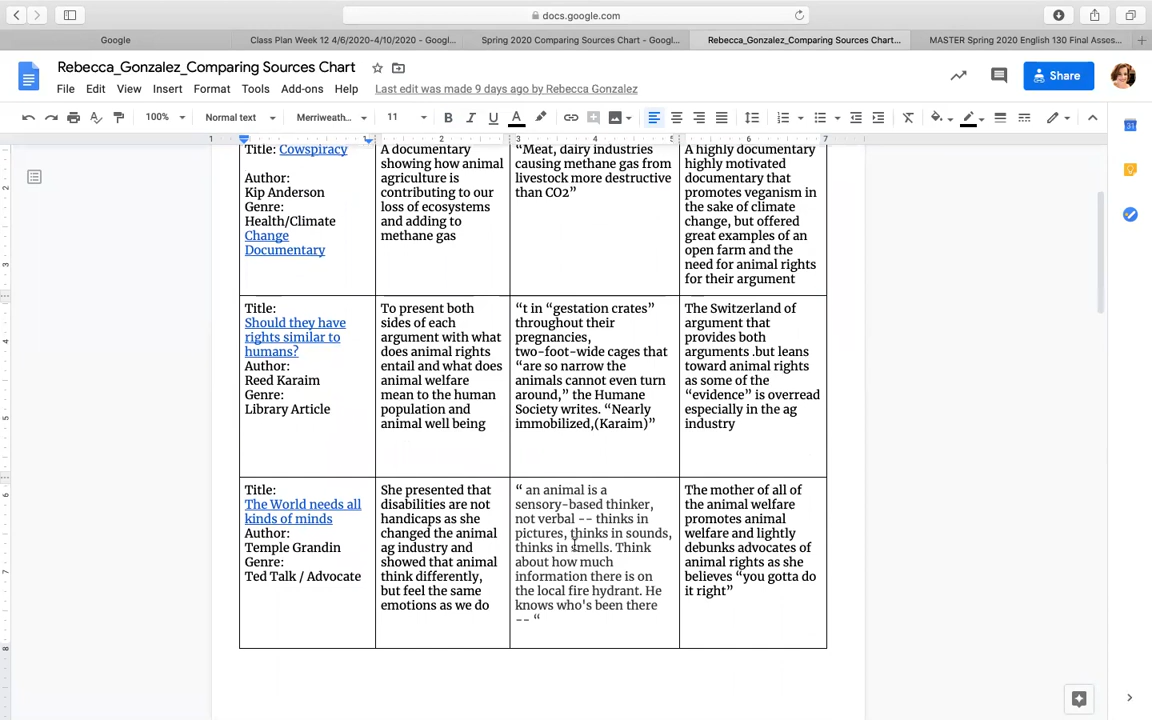 docs.google.com
Google
Class Plan Week 12 4/6/2020-4/10/2020 - Googl...
Spring 2020 Comparing Sources Chart - Googl...
Rebecca_Gonzalez_Comparing Sources Chart...
MASTER Spring 2020 English 130 Final Asses...
Rebecca_Gonzalez_Comparing Sources Chart
Share
File Edit View Insert Format Tools Add-ons Help Last edit was made 9 days ago by Rebecca Gonzalez
100% Normal text Merriweath... 11 B I U A
1 1 2 3 4 5 6 7
2
3
4
5
6
7
8
31
Title: Cowspiracy
Author:
Kip Anderson
Genre:
Health/Climate
Change
Documentary
A documentary
showing how animal
agriculture is
contributing to our
loss of ecosystems
and adding to
methane gas
“Meat, dairy industries
causing methane gas from
livestock more destructive
than CO2”
A highly documentary
highly motivated
documentary that
promotes veganism in
the sake of climate
change, but offered
great examples of an
open farm and the
need for animal rights
for their argument
Title:
Should they have
rights similar to
humans?
Author:
Reed Karaim
Genre:
Library Article
To present both
sides of each
argument with what
does animal rights
entail and what does
animal welfare
mean to the human
population and
animal well being
“t in “gestation crates”
throughout their
pregnancies,
two-foot-wide cages that
“are so narrow the
animals cannot even turn
around,” the Humane
Society writes. “Nearly
immobilized,(Karaim)”
The Switzerland of
argument that
provides both
arguments .but leans
toward animal rights
as some of the
“evidence” is overread
especially in the ag
industry
Title:
The World needs all
kinds of minds
Author:
Temple Grandin
Genre:
Ted Talk / Advocate
She presented that
disabilities are not
handicaps as she
changed the animal
ag industry and
showed that animal
think differently,
but feel the same
emotions as we do
“ an animal is a
sensory-based thinker,
not verbal -- thinks in
pictures, thinks in sounds,
thinks in smells. Think
about how much
information there is on
the local fire hydrant. He
knows who's been there
-- “
The mother of all of
the animal welfare
promotes animal
welfare and lightly
debunks advocates of
animal rights as she
believes “you gotta do
it right”